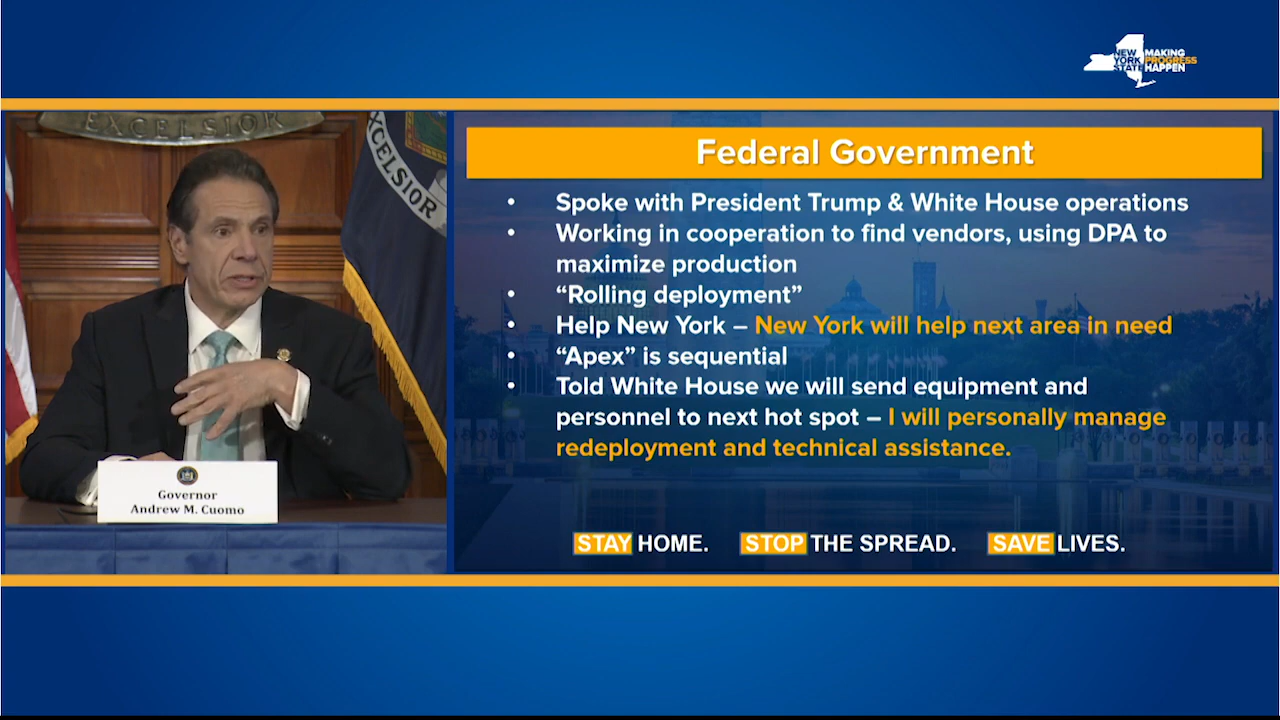 NEW
YORK
STATE
MAKING
PROGRESS
HAPPEN
EXCELSIOR
EXCELSIOR
Governor
Andrew M. Cuomo
Federal Government
• Spoke with President Trump & White House operations
• Working in cooperation to find vendors, using DPA to
maximize production
• “Rolling deployment”
• Help New York – New York will help next area in need
• “Apex” is sequential
• Told White House we will send equipment and
personnel to next hot spot – I will personally manage
redeployment and technical assistance.
STAY HOME. STOP THE SPREAD. SAVE LIVES.